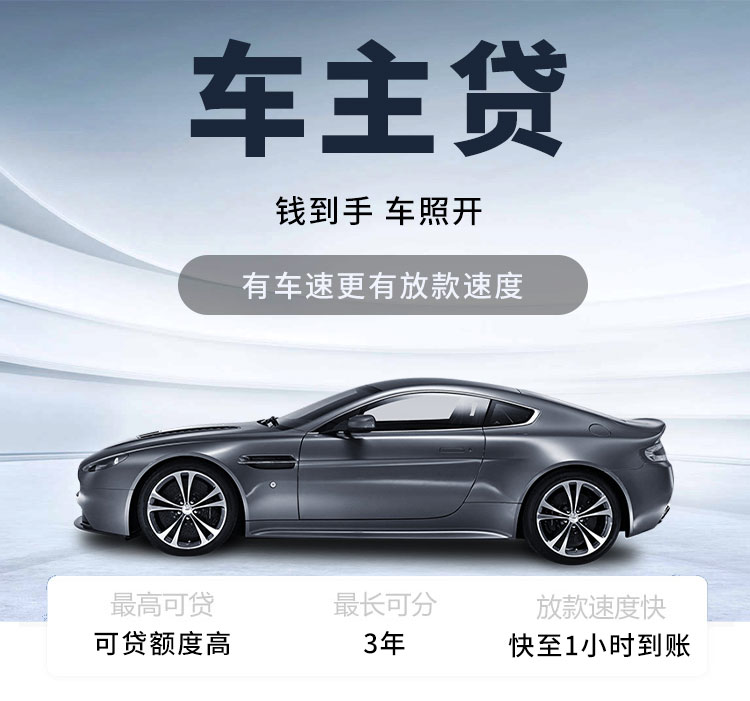 车主贷
钱到手 车照开
有车速更有放款速度
最高可贷 最长可分 放款速度快
可贷额度高 3年 快至1小时到账